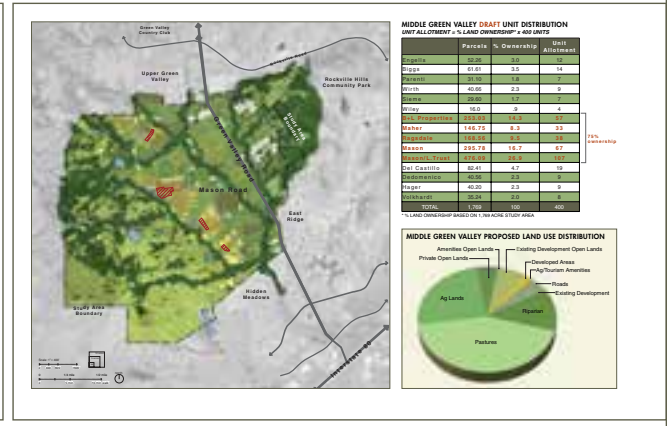 Green Valley
Country Club
Upper Green
Valley
Rockville Hills
Community Park
Study Area
Boundary
Green Valley Road
Mason Road
East
Ridge
Hidden
Meadows
Study Area
Boundary
Interstate 80
MIDDLE GREEN VALLEY DRAFT UNIT DISTRIBUTION
UNIT ALLOTMENT = % LAND OWNERSHIP* x 400 UNITS
Parcels % Ownership Unit Allotment
Engells 52.26 3.0 12
Biggs 61.61 3.5 14
Parenti 31.10 1.8 7
Wirth 40.66 2.3 9
Siems 29.60 1.7 7
Wiley 16.0 .9 4
B+L Properties 253.03 14.3 57
Maher 146.75 8.3 33
Ragsdale 9.5 38
Mason 295.78 16.7 67
Mason/L.Trust 107
Del Castillo 82.41 4.7 19
Dedomenico 40.56 2.3 9
Hager 40.20 2.3 9
Volkhardt 35.24 2.0 8
TOTAL 1,769 100 400
75%
ownership
* % LAND OWNERSHIP BASED ON 1,769 ACRE STUDY AREA
MIDDLE GREEN VALLEY PROPOSED LAND USE DISTRIBUTION
Amenities Open Lands
Existing Development Open Lands
Private Open Lands
Developed Areas
Ag/Tourism Amenities
Roads
Existing Development
Ag Lands
Riparian
Pastures